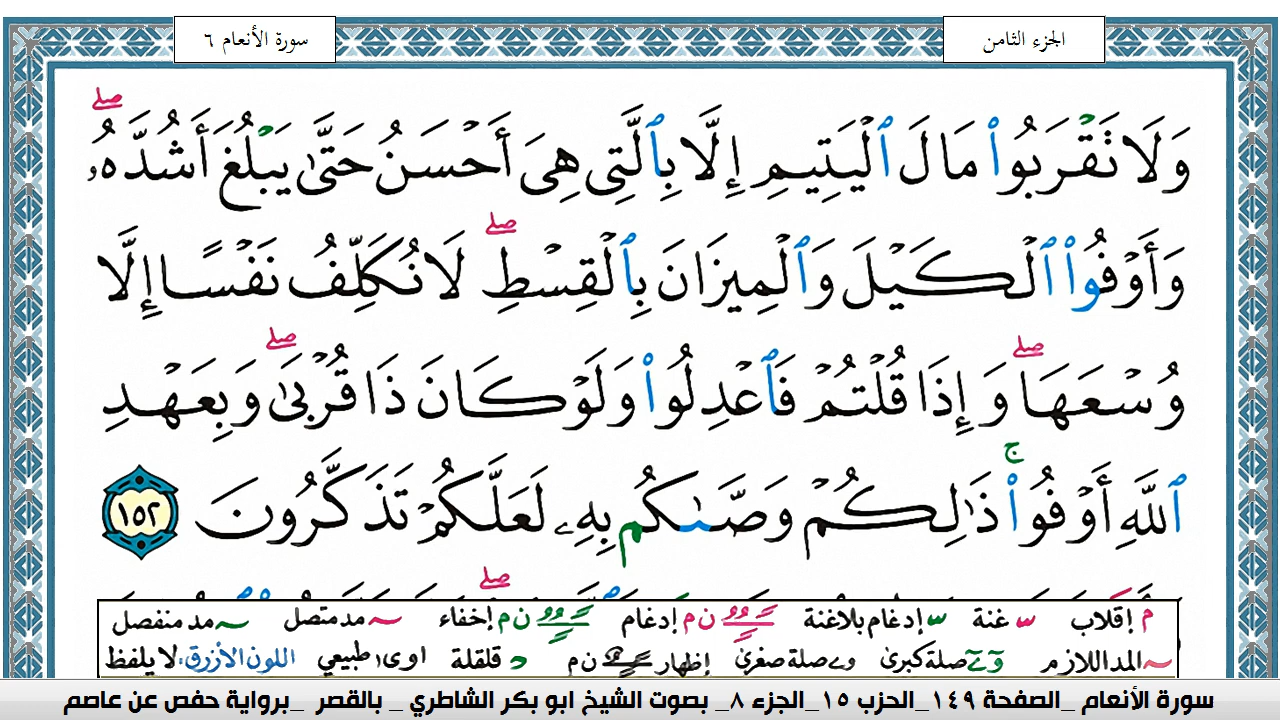 الجزء الثامن
سورة الأنعام ٦
وَلَا تَقْرَبُوا۟ مَالَ ٱلْيَتِيمِ إِلَّا بِٱلَّتِى هِىَ أَحْسَنُ حَتَّىٰ يَبْلُغَ أَشُدَّهُۥ ۖ
وَأَوْفُوا۟ ٱلْكَيْلَ وَٱلْمِيزَانَ بِٱلْقِسْطِ ۖ لَا نُكَلِّفُ نَفْسًا إِلَّا
وُسْعَهَا ۖ وَإِذَا قُلْتُمْ فَٱعْدِلُوا۟ وَلَوْ كَانَ ذَا قُرْبَىٰ ۖ وَبِعَهْدِ
ٱللَّهِ أَوْفُوا۟ ۚ ذَٰلِكُمْ وَصَّىٰكُم بِهِۦ لَعَلَّكُمْ تَذَكَّرُونَ ١٥٢
م إقلاب غنة إدغام بلاغنة ن م إدغام ن م إخفاء مد متصل مد منفصل
المد اللازم صلة كبرى صلة صغرى إظهار ن م قلقلة اوى، طبيعي اللون الأزرق: لا يلفظ
سورة الأنعام _الصفحة ١٤٩_الحزب ١٥_الجزء ٨_ بصوت الشيخ ابو بكر الشاطري _ بالقصر _برواية حفص عن عاصم